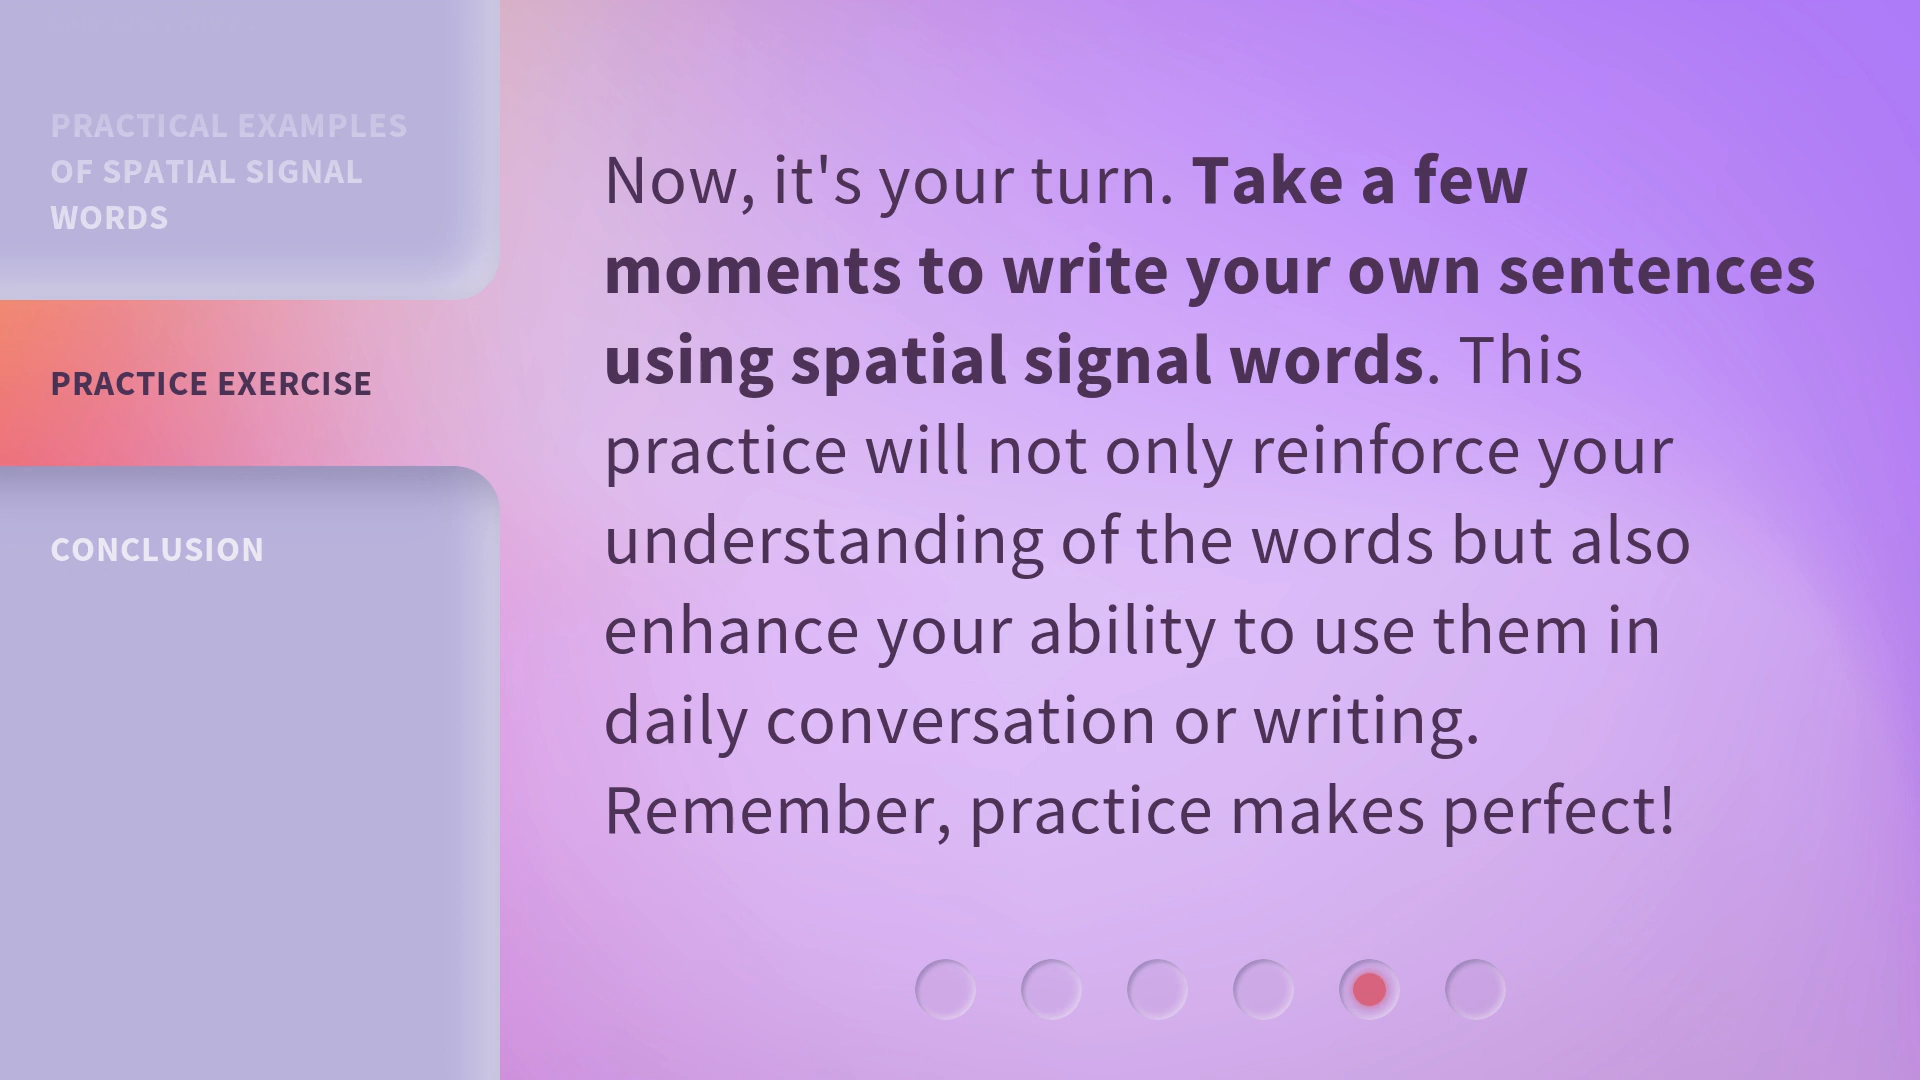 PRACTICAL EXAMPLES
OF SPATIAL SIGNAL
WORDS
PRACTICE EXERCISE
CONCLUSION
Now, it's your turn. Take a few
moments to write your own sentences
using spatial signal words. This
practice will not only reinforce your
understanding of the words but also
enhance your ability to use them in
daily conversation or writing.
Remember, practice makes perfect!